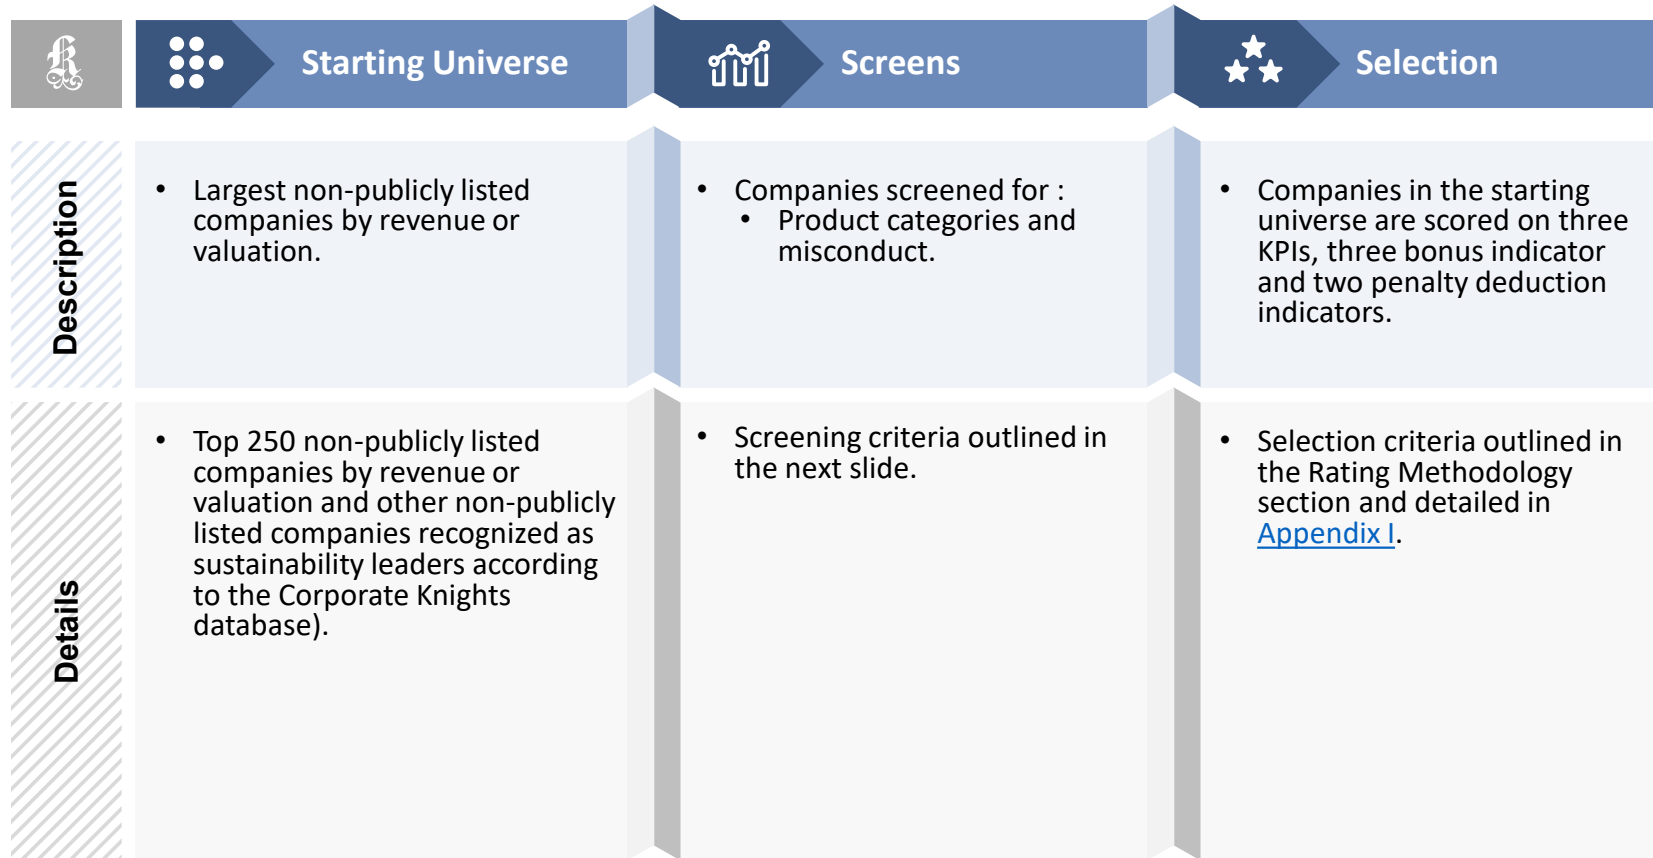 Starting Universe
Screens
Selection
Description
• Largest non-publicly listed
companies by revenue or
valuation.
• Companies screened for :
• Product categories and
misconduct.
• Companies in the starting
universe are scored on three
KPIs, three bonus indicator
and two penalty deduction
indicators.
Details
• Top 250 non-publicly listed
companies by revenue or
valuation and other non-publicly
listed companies recognized as
sustainability leaders according
to the Corporate Knights
database).
• Screening criteria outlined in
the next slide.
• Selection criteria outlined in
the Rating Methodology
section and detailed in
Appendix I.